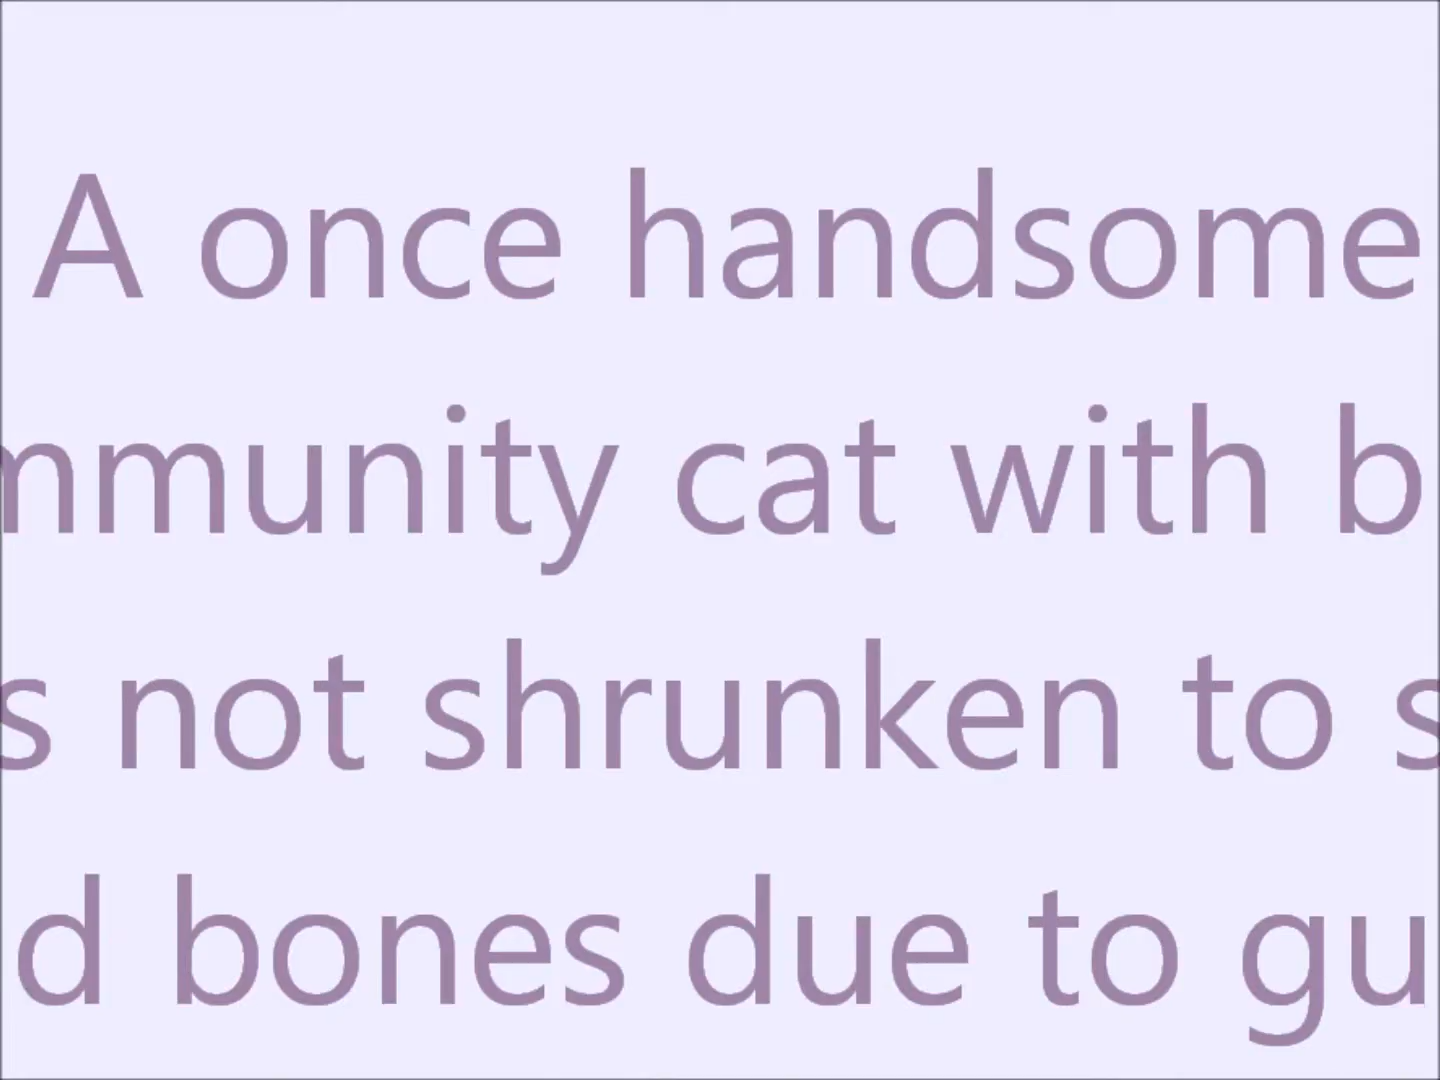 A once handsome
mmunity cat with b
s not shrunken to s
d bones due to gu